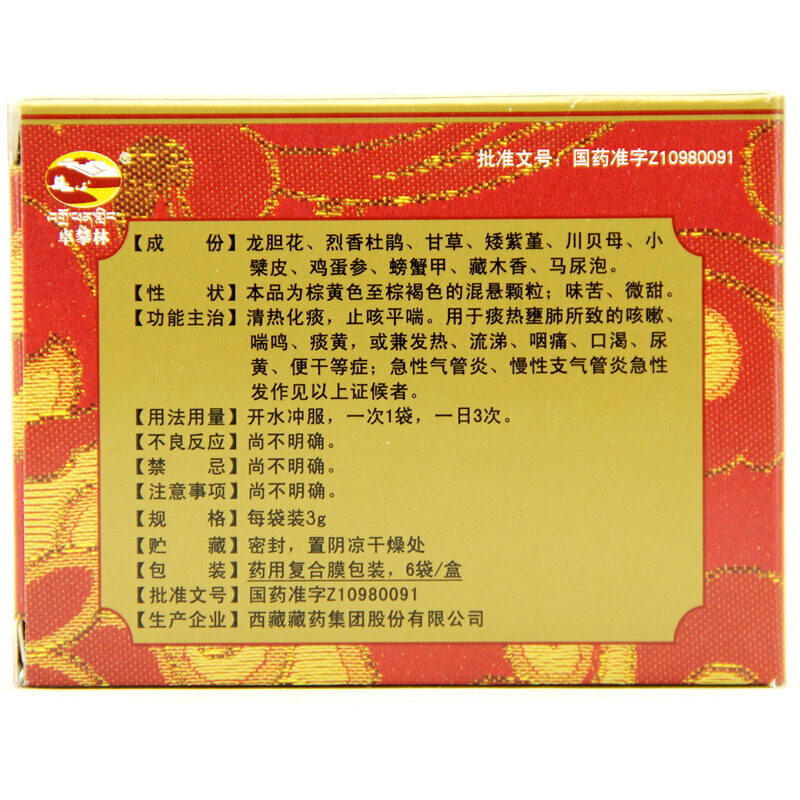 批准文号：国药准字Z10980091
®
卓攀林
【成　　份】龙胆花、烈香杜鹃、甘草、矮紫堇、川贝母、小
檗皮、鸡蛋参、螃蟹甲、藏木香、马尿泡。
【性　　状】本品为棕黄色至棕褐色的混悬颗粒；味苦、微甜。
【功能主治】清热化痰，止咳平喘。用于痰热壅肺所致的咳嗽、
喘鸣、痰黄，或兼发热、流涕、咽痛、口渴、尿
黄、便干等症；急性气管炎、慢性支气管炎急性
发作见以上证候者。
【用法用量】开水冲服，一次1袋，一日3次。
【不良反应】尚不明确。
【禁　　忌】尚不明确。
【注意事项】尚不明确。
【规　　格】每袋装3g
【贮　　藏】密封，置阴凉干燥处
【包　　装】药用复合膜包装，6袋/盒
【批准文号】国药准字Z10980091
【生产企业】西藏藏药集团股份有限公司